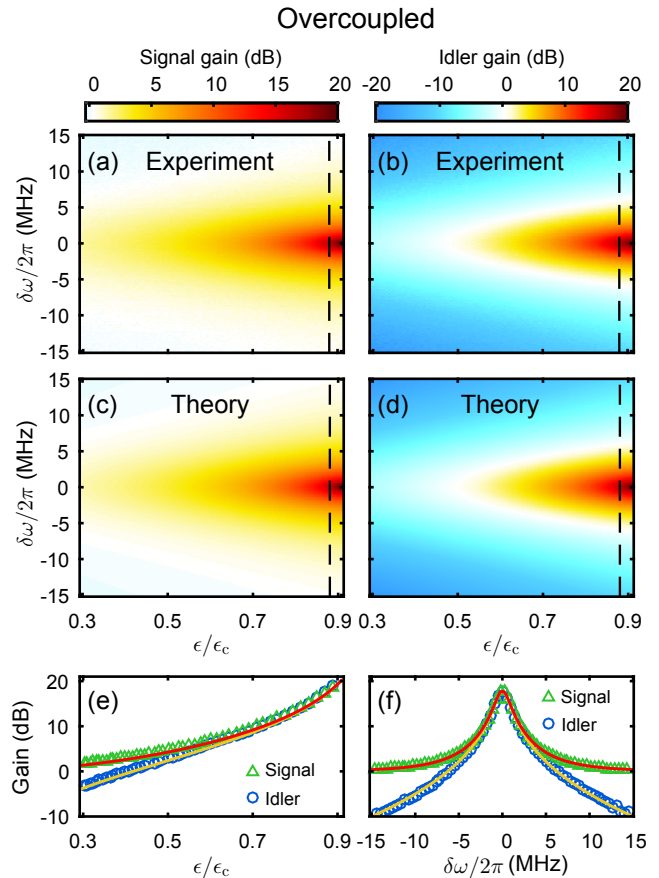 Overcoupled
Signal gain (dB) Idler gain (dB)
0 5 10 15 20 -20 -10 0 10 20
15 10 5 0 -5 -10 -15
δω/2π (MHz)
(a) Experiment
(b) Experiment
15 10 5 0 -5 -10 -15
δω/2π (MHz)
(c) Theory
(d) Theory
0.3 0.5 0.7 0.9 0.3 0.5 0.7 0.9
ϵ/ϵc ϵ/ϵc
20 10 0 -10
Gain (dB)
(e)
Signal
Idler
(f)
Signal
Idler
0.3 0.5 0.7 0.9 -15 -10 -5 0 5 10 15
ϵ/ϵc δω/2π (MHz)